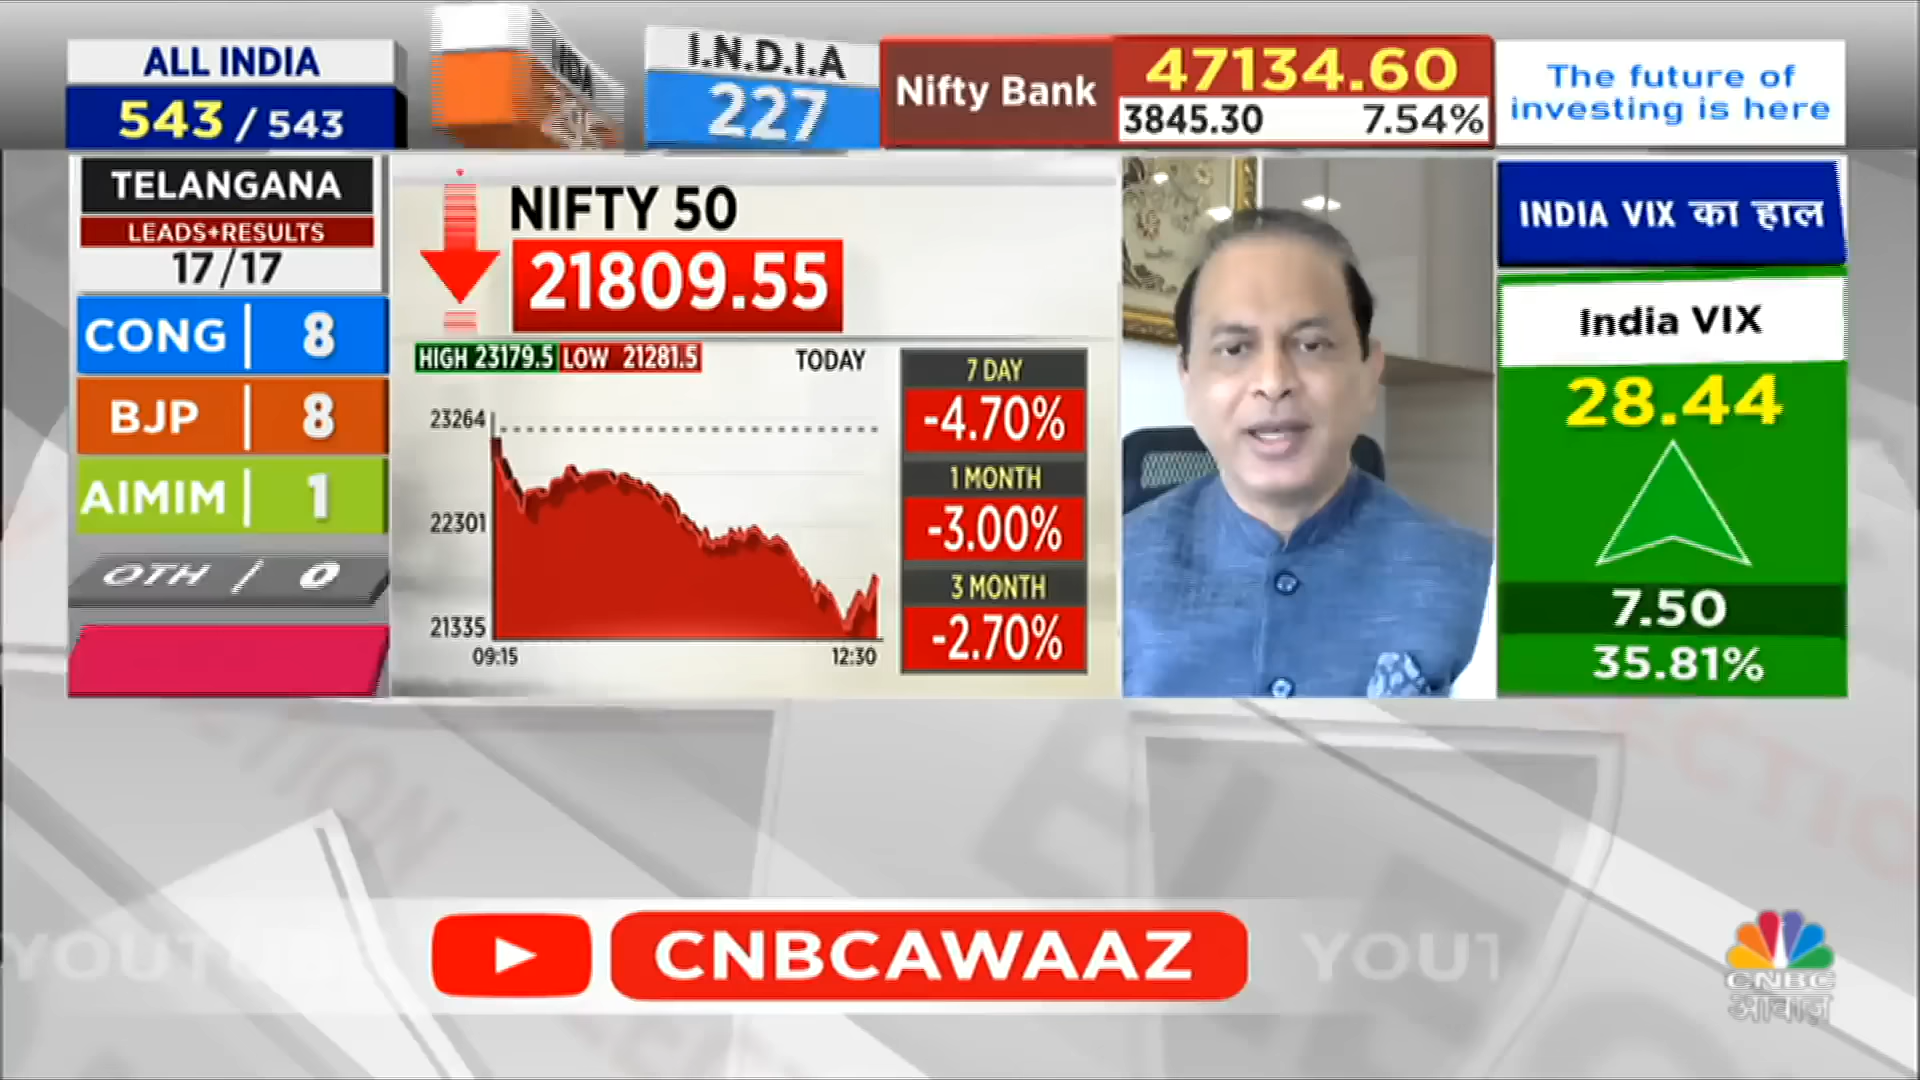 ALL INDIA
543 / 543
NDA
I.N.D.I.A
227
Nifty Bank
47134.60
3845.30 7.54%
The future of
investing is here
TELANGANA
LEADS+RESULTS
17/17
CONG 8
BJP 8
AIMIM 1
OTH / 0
NIFTY 50
21809.55
HIGH 23179.5 LOW 21281.5
TODAY
23264
22301
21335
09:15 12:30
7 DAY
-4.70%
1 MONTH
-3.00%
3 MONTH
-2.70%
INDIA VIX का हाल
India VIX
28.44
7.50
35.81%
CNBCAWAAZ
CNBC
आवाज़